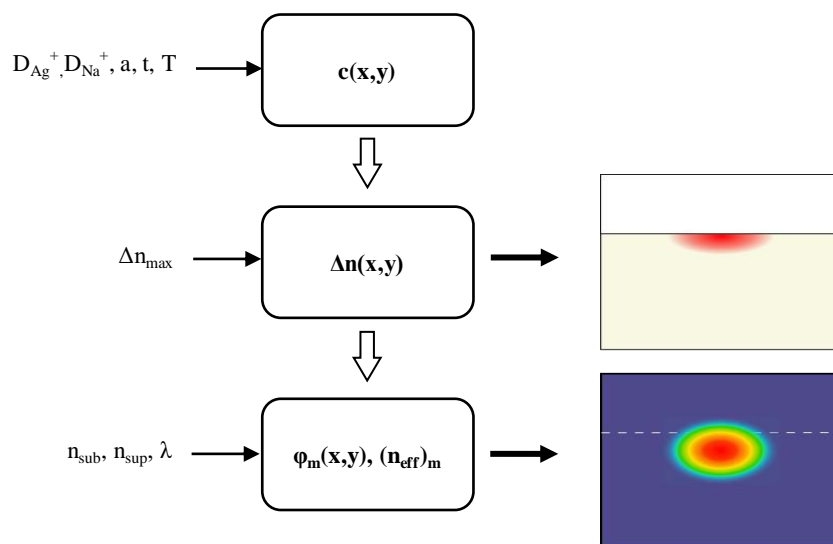 D_Ag^+, D_Na^+, a, t, T
c(x,y)
Δn_max
Δn(x,y)
n_sub, n_sup, λ
φ_m(x,y), (n_eff)_m